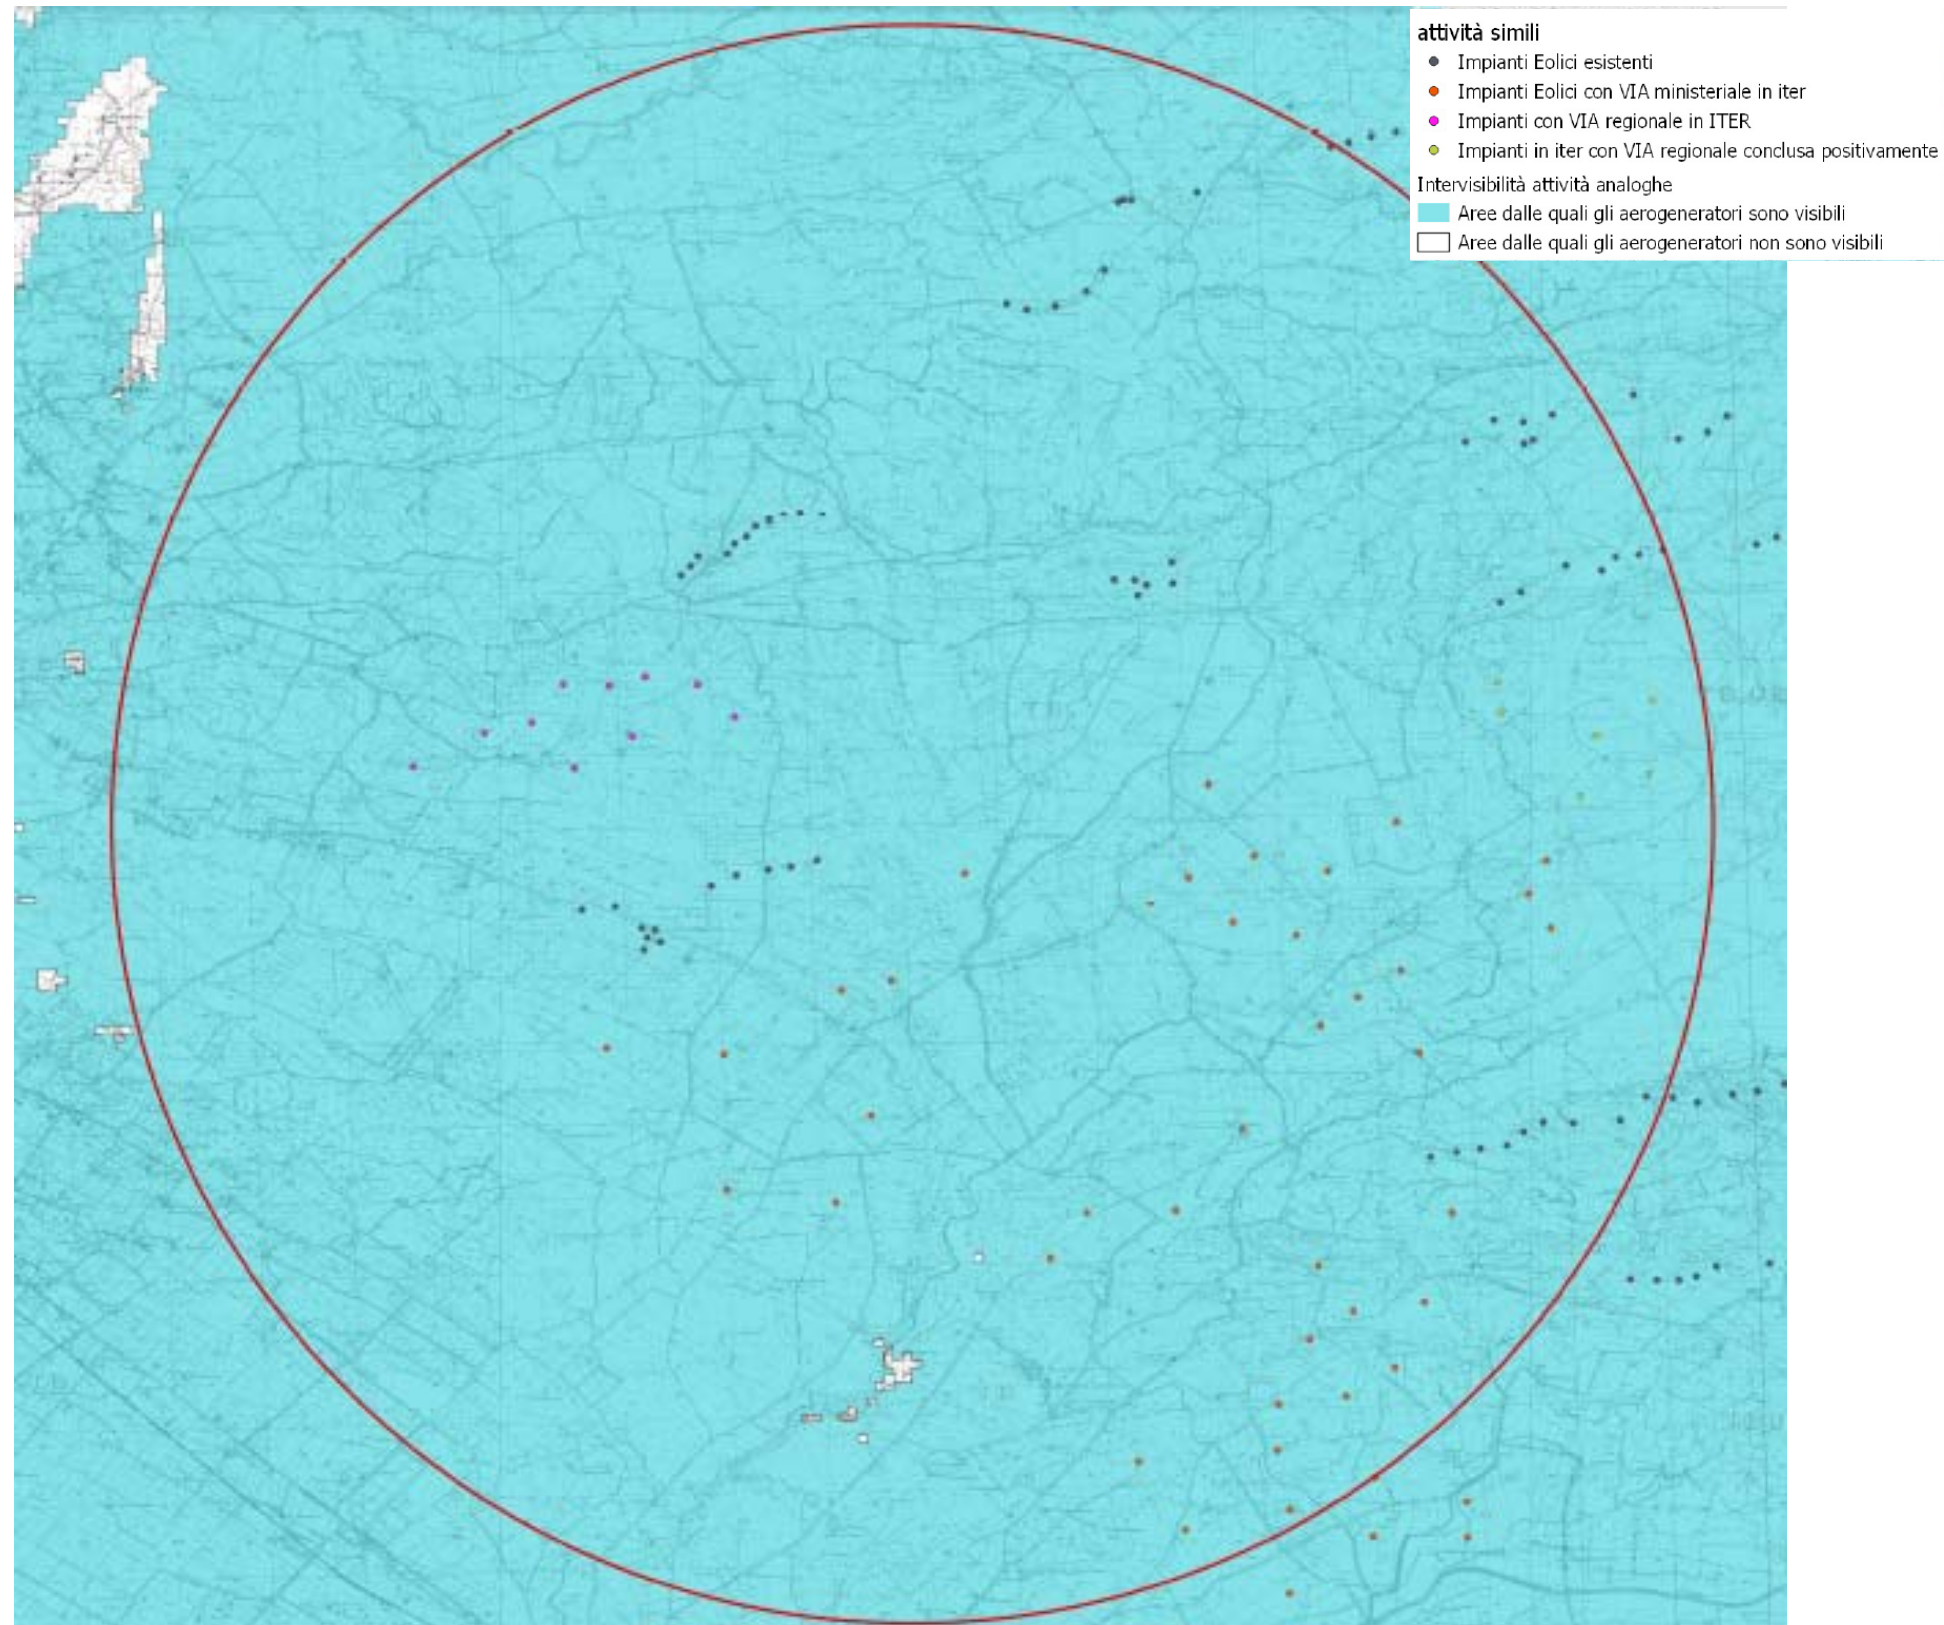 attività simili
Impianti Eolici esistenti
Impianti Eolici con VIA ministeriale in iter
Impianti con VIA regionale in ITER
Impianti in iter con VIA regionale conclusa positivamente
Intervisibilità attività analoghe
Aree dalle quali gli aerogeneratori sono visibili
Aree dalle quali gli aerogeneratori non sono visibili